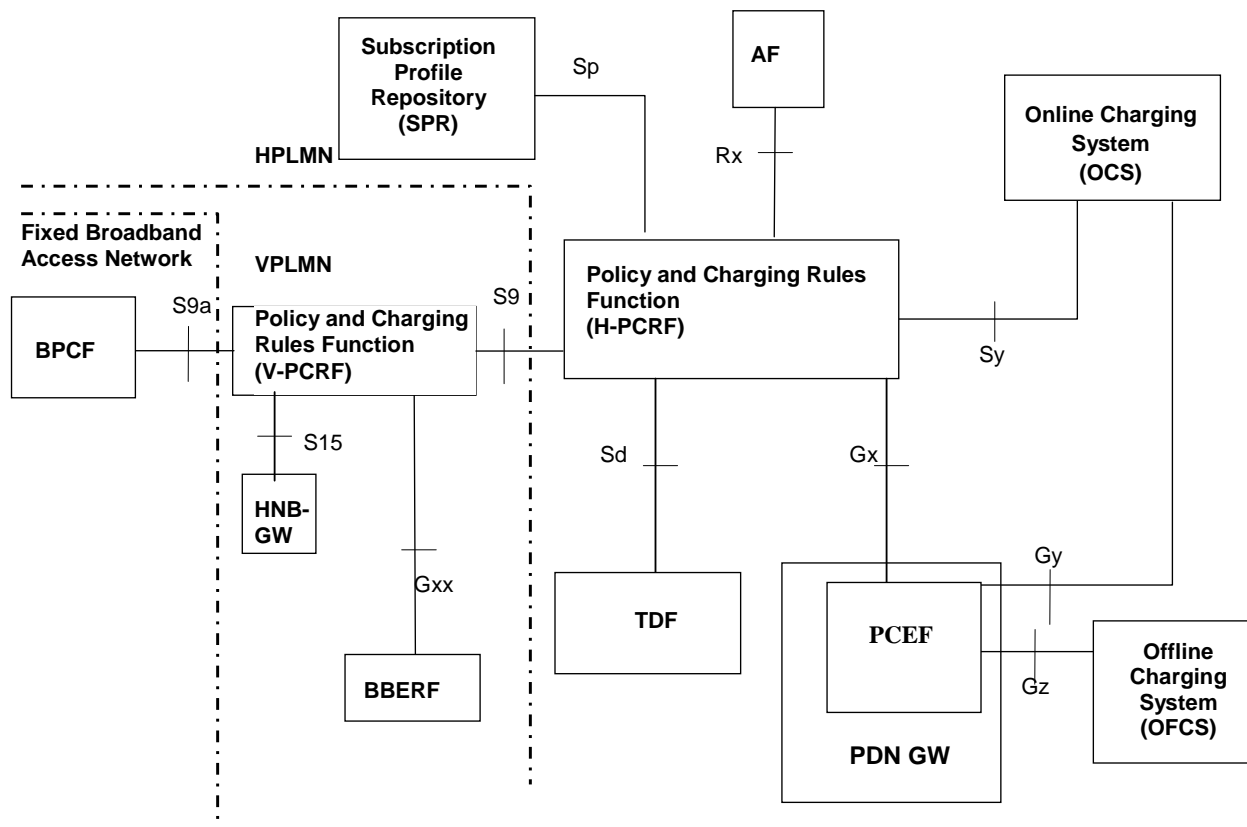 Subscription
Profile
Repository
(SPR)
Sp
AF
Online Charging
System
(OCS)
Rx
HPLMN
Fixed Broadband
Access Network
VPLMN
Policy and Charging Rules
Function
(H-PCRF)
S9a
S9
BPCF
Policy and Charging
Rules Function
(V-PCRF)
Sy
S15
Sd
Gx
HNB-
GW
Gxx
Gy
TDF
PCEF
BBERF
Gz
Offline
Charging
System
(OFCS)
PDN GW